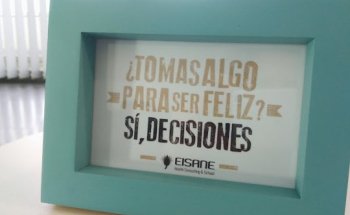 ¿TOMAS ALGO
PARA SER FELIZ?
SÍ, DECISIONES
EISANE